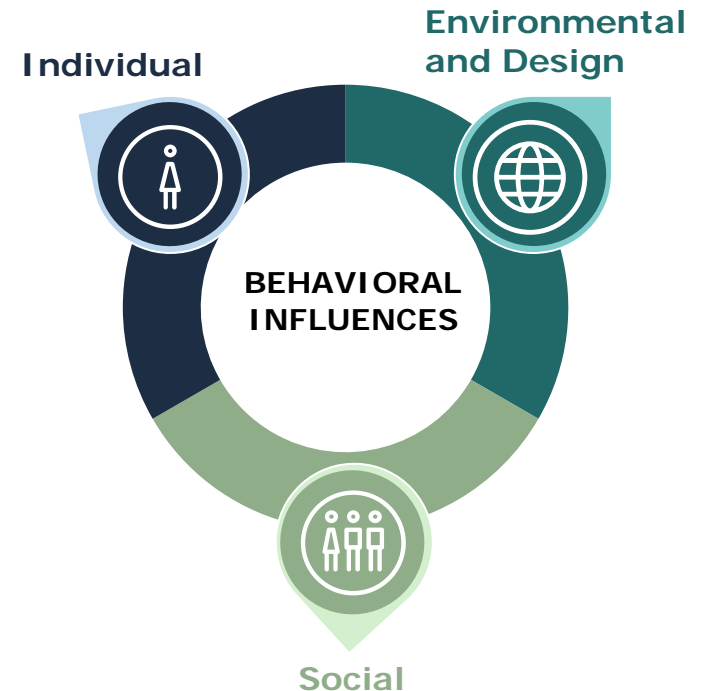 Environmental
and Design
Individual
BEHAVIORAL
INFLUENCES
Social